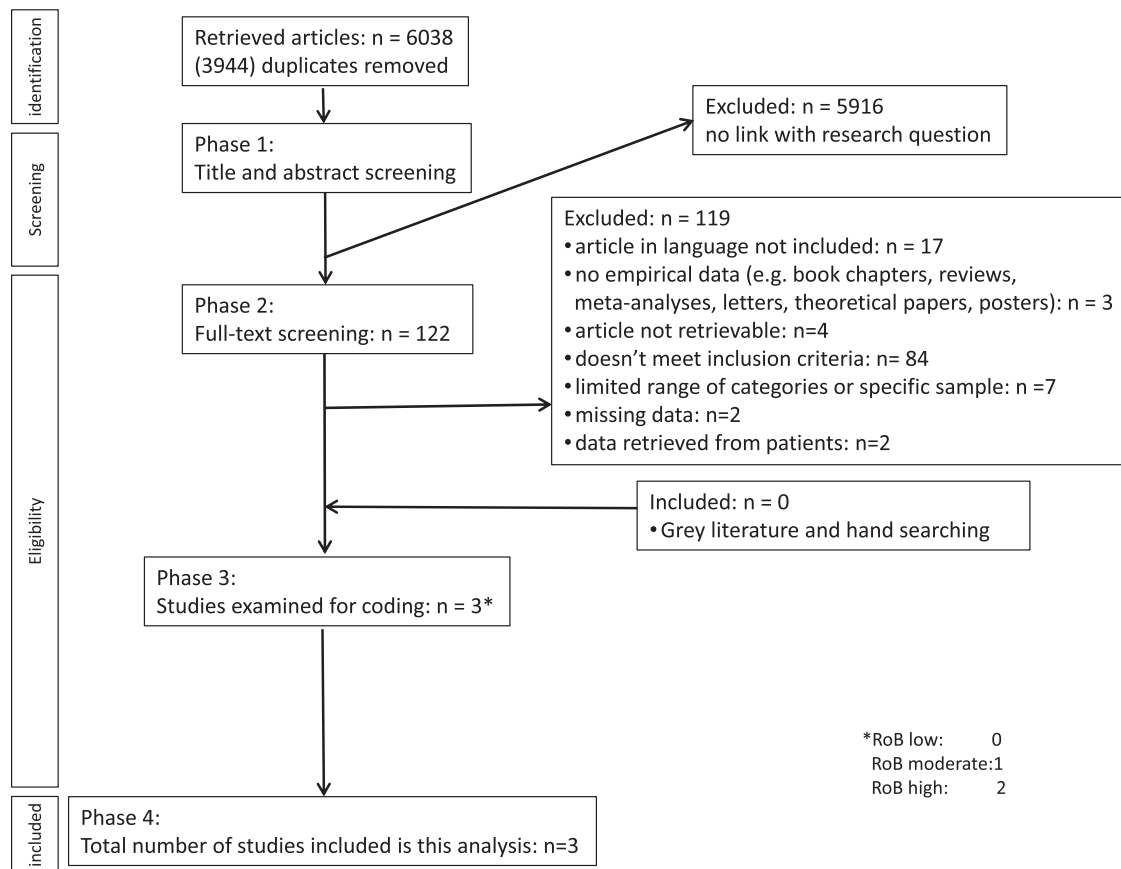 identification
Retrieved articles: n = 6038
(3944) duplicates removed
Screening
Phase 1:
Title and abstract screening
Excluded: n = 5916
no link with research question
Eligibility
Phase 2:
Full-text screening: n = 122
Excluded: n = 119
•article in language not included: n = 17
•no empirical data (e.g. book chapters, reviews,
meta-analyses, letters, theoretical papers, posters): n = 3
•article not retrievable: n=4
•doesn't meet inclusion criteria: n= 84
•limited range of categories or specific sample: n =7
•missing data: n=2
•data retrieved from patients: n=2
Included: n = 0
•Grey literature and hand searching
Phase 3:
Studies examined for coding: n = 3*
*RoB low: 0
RoB moderate:1
RoB high: 2
included
Phase 4:
Total number of studies included is this analysis: n=3